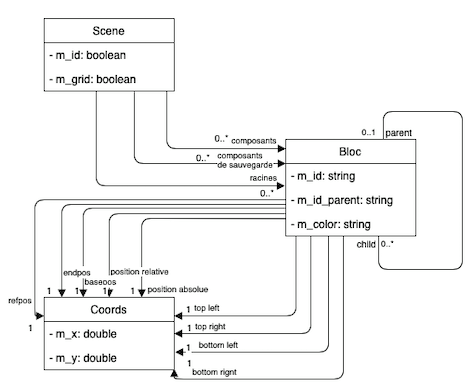 Scene
- m_id: boolean
- m_grid: boolean
0..* composants
0..* composants
de sauvegarde
racines
0..*
0..1 parent
Bloc
- m_id: string
- m_id_parent: string
- m_color: string
child 0..*
endpos
baseoos
position relative
position absolue
1 1 1 1
refpos
1
Coords
- m_x: double
- m_y: double
1 top left
1 top right
1 bottom left
1
bottom right